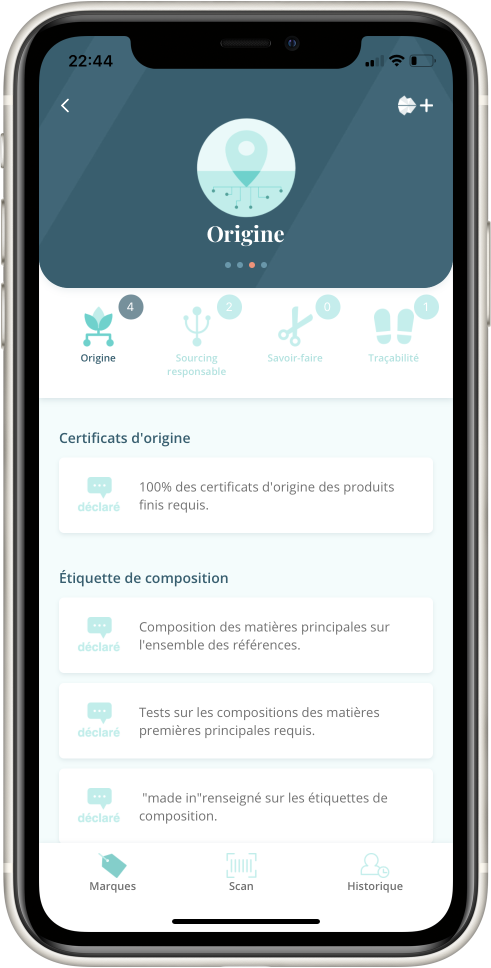 22:44
Origine
4
2
0
1
Origine
Sourcing
responsable
Savoir-faire
Traçabilité
Certificats d'origine
déclaré
100% des certificats d'origine des produits
finis requis.
Étiquette de composition
déclaré
Composition des matières principales sur
l'ensemble des références.
déclaré
Tests sur les compositions des matières
premières principales requis.
déclaré
"made in"renseigné sur les étiquettes de
composition.
Marques
Scan
Historique